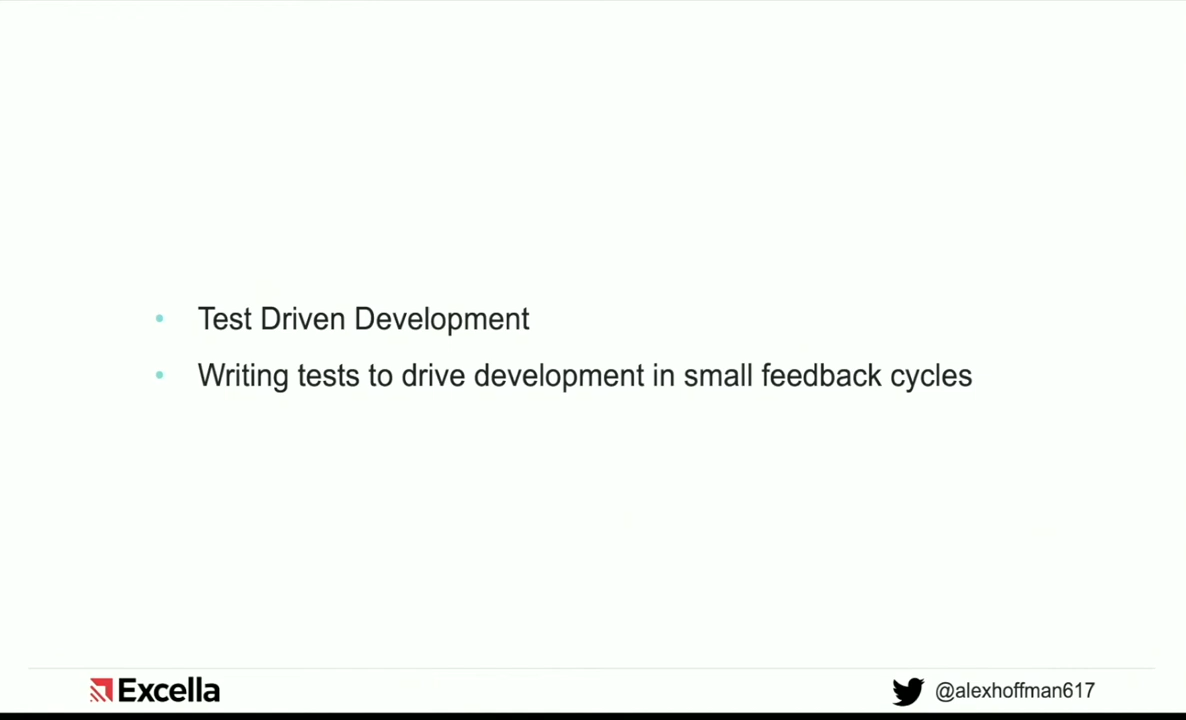 Test Driven Development
Writing tests to drive development in small feedback cycles
Excella
@alexhoffman617